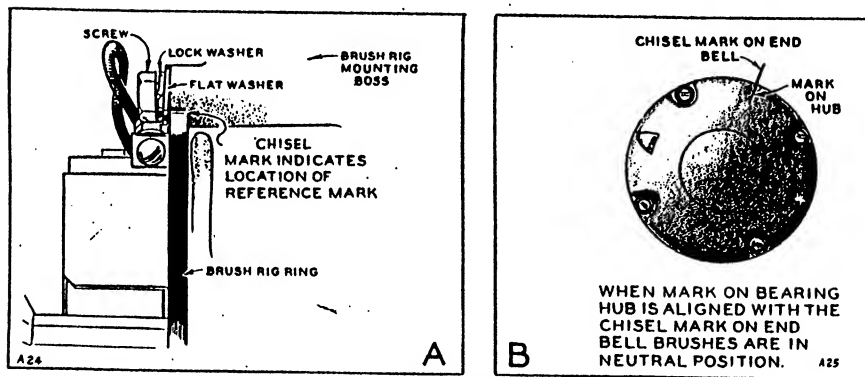 SCREW
LOCK WASHER
FLAT WASHER
BRUSH RIG
MOUNTING
BOSS
CHISEL
MARK INDICATES
LOCATION OF
REFERENCE MARK
BRUSH RIG RING
A24
A
CHISEL MARK ON END
BELL
MARK
ON
HUB
WHEN MARK ON BEARING
HUB IS ALIGNED WITH THE
CHISEL MARK ON END
BELL BRUSHES ARE IN
NEUTRAL POSITION.
B
A25